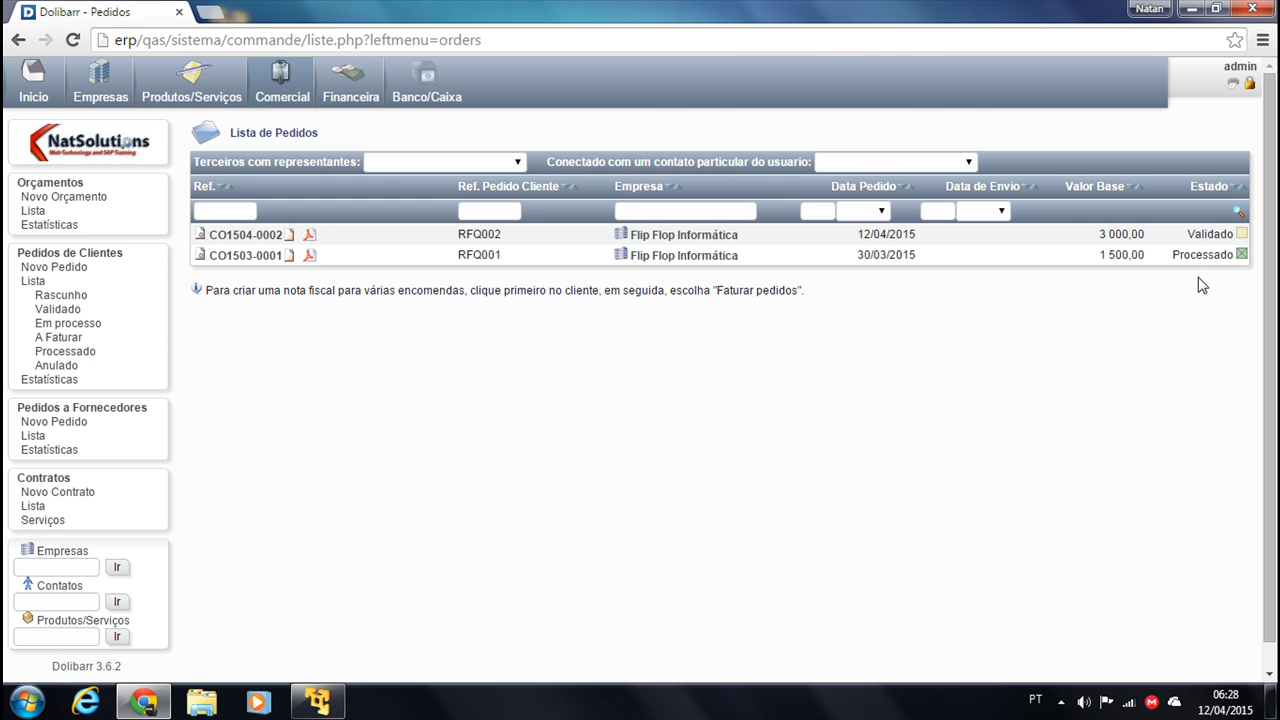 Dolibarr - Pedidos
Natan
erp/qas/sistema/commande/liste.php?leftmenu=orders
Inicio Empresas Produtos/Serviços Comercial Financeira Banco/Caixa
admin
NatSolutions
Web Technology and SAP Training
Orçamentos
Novo Orçamento
Lista
Estatísticas
Pedidos de Clientes
Novo Pedido
Lista
Rascunho
Validado
Em processo
A Faturar
Processado
Anulado
Estatísticas
Pedidos a Fornecedores
Novo Pedido
Lista
Estatísticas
Contratos
Novo Contrato
Lista
Serviços
Empresas
Ir
Contatos
Ir
Produtos/Serviços
Ir
Dolibarr 3.6.2
Lista de Pedidos
Terceiros com representantes: Conectado com um contato particular do usuario:
Ref. Ref. Pedido Cliente Empresa Data Pedido Data de Envio Valor Base Estado
CO1504-0002 RFQ002 Flip Flop Informática 12/04/2015 3 000,00 Validado
CO1503-0001 RFQ001 Flip Flop Informática 30/03/2015 1 500,00 Processado
Para criar uma nota fiscal para várias encomendas, clique primeiro no cliente, em seguida, escolha "Faturar pedidos".
PT
06:28
12/04/2015